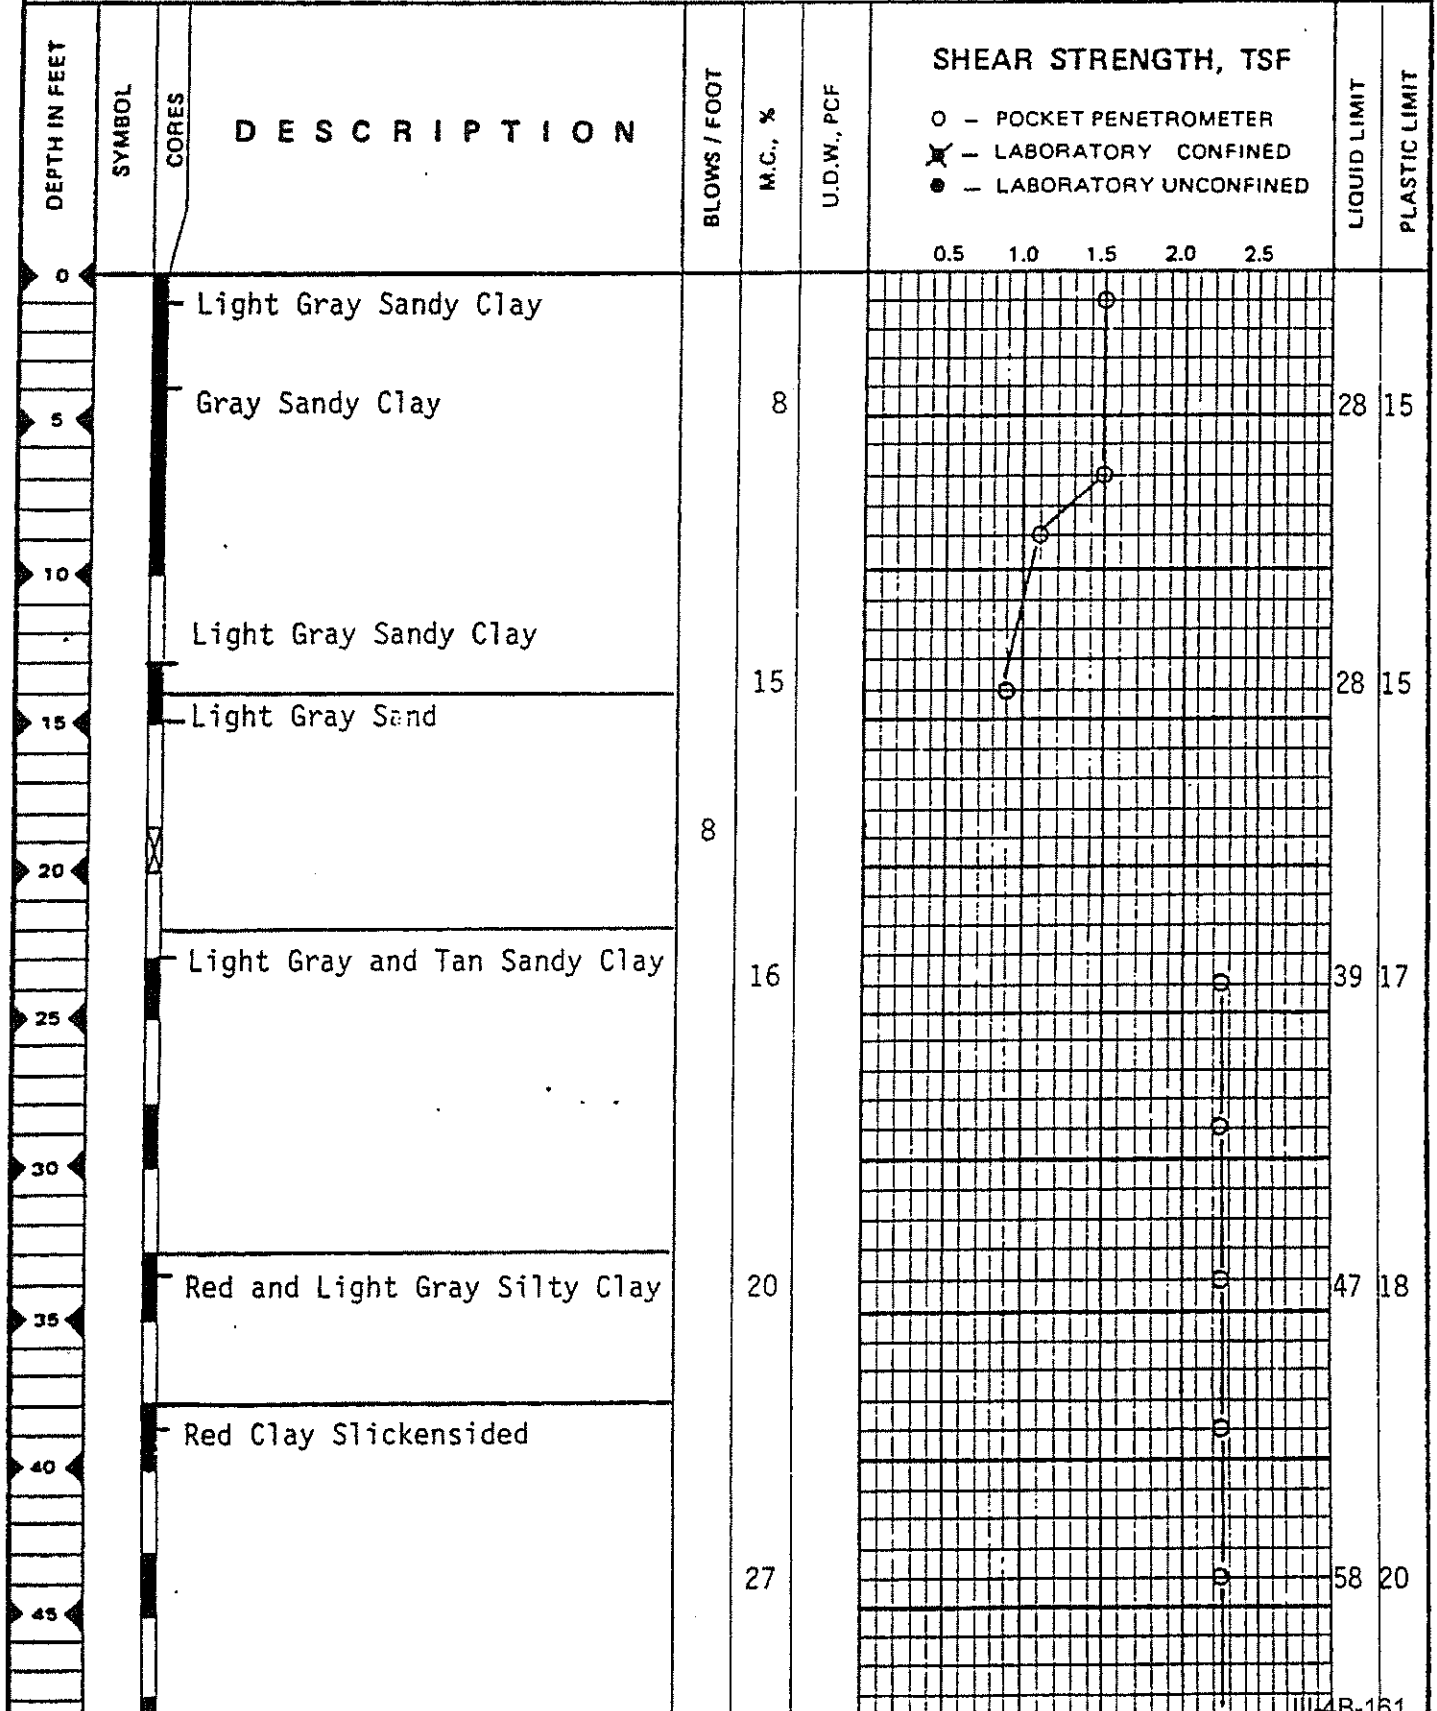 DEPTH IN FEET
SYMBOL
CORES
DESCRIPTION
BLOWS / FOOT
M.C., %
U.D.W., PCF
SHEAR STRENGTH, TSF
O – POCKET PENETROMETER
– LABORATORY CONFINED
● – LABORATORY UNCONFINED
LIQUID LIMIT
PLASTIC LIMIT
0.5 1.0 1.5 2.0 2.5
0
Light Gray Sandy Clay
5 Gray Sandy Clay 8 28 15
10
Light Gray Sandy Clay
15 28 15
15 Light Gray Sand
8
20
Light Gray and Tan Sandy Clay 16 39 17
25
30
Red and Light Gray Silty Clay 20 47 18
35
Red Clay Slickensided
40
27 58 20
45
III-4B-161